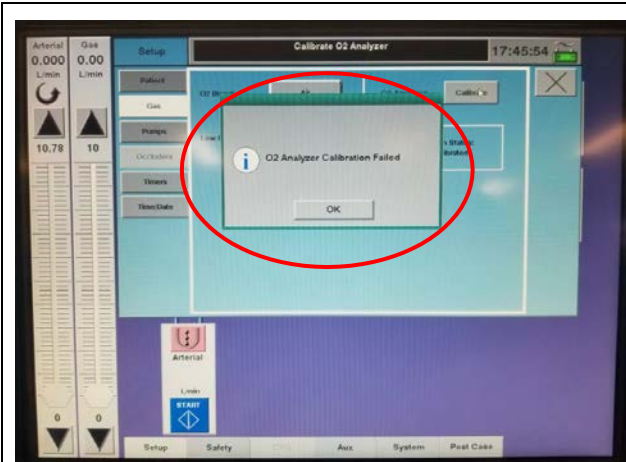 Arterial
0.000
L/min
10.78
0
Gas
0.00
L/min
10
0
Setup
Calibrate O2 Analyzer
17:45:54
Patient
Gas
Pumps
Occluders
Timers
Time/Date
Air
Calibrate
O2 Analyzer Calibration Failed
OK
Arterial
L/min
START
Setup
Safety
Aux
System
Post Case